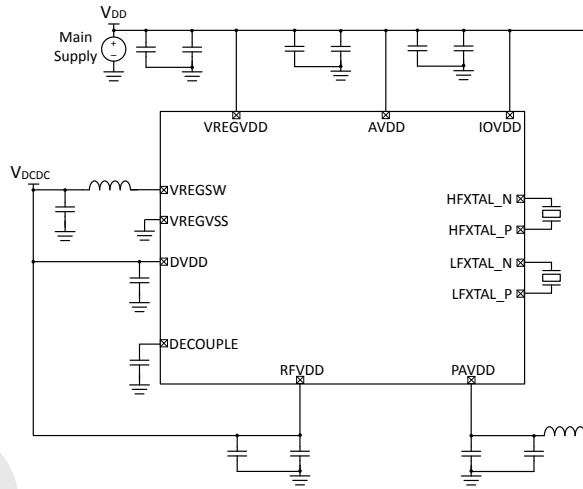 VDD
Main
Supply
+
−
VREGVDD
AVDD
IOVDD
VDCDC
VREGSW
HFXTAL_N
VREGVSS
HFXTAL_P
DVDD
LFXTAL_N
LFXTAL_P
DECOUPLE
RFVDD
PAVDD